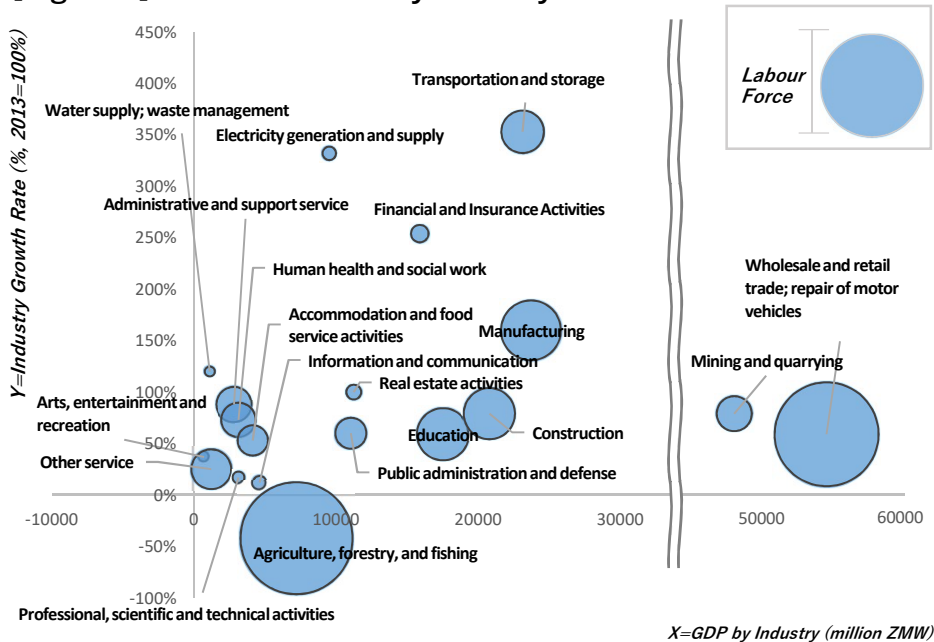 450%
400%
350%
300%
250%
200%
150%
100%
50%
0%
-50%
-100%
-10000
0
10000
20000
30000
50000
60000
Y=Industry Growth Rate (%, 2013=100%)
X=GDP by Industry (million ZMW)
Labour
Force
Transportation and storage
Water supply; waste management
Electricity generation and supply
Administrative and support service
Financial and Insurance Activities
Human health and social work
Wholesale and retail
trade; repair of motor
vehicles
Accommodation and food
service activities
Manufacturing
Information and communication
Mining and quarrying
Real estate activities
Arts, entertainment and
recreation
Education
Construction
Other service
Public administration and defense
Agriculture, forestry, and fishing
Professional, scientific and technical activities